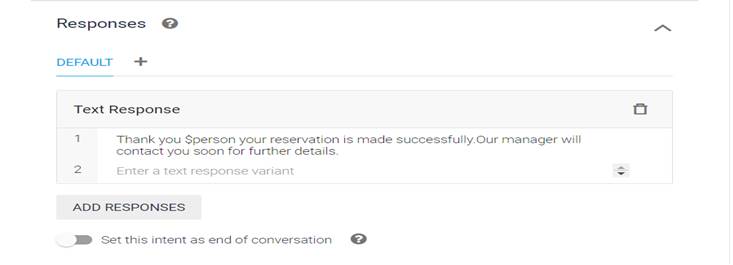 Responses ?
DEFAULT +
Text Response
1 Thank you $person your reservation is made successfully.Our manager will
contact you soon for further details.
2 Enter a text response variant
ADD RESPONSES
Set this intent as end of conversation ?